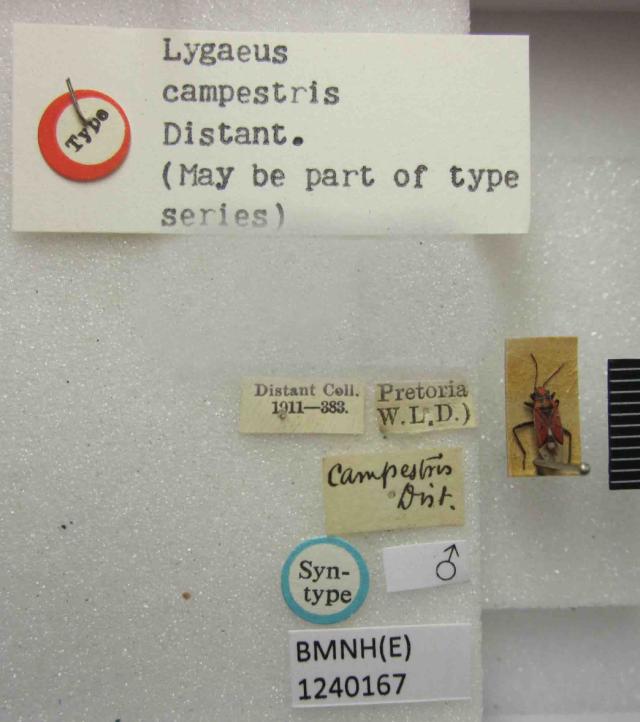 Type
Lygaeus
campestris
Distant.
(May be part of type
series)
Distant Coll.
1911—383.
Pretoria
W.L.D.)
Campestris
Dist.
Syn-
type
♂
BMNH(E)
1240167